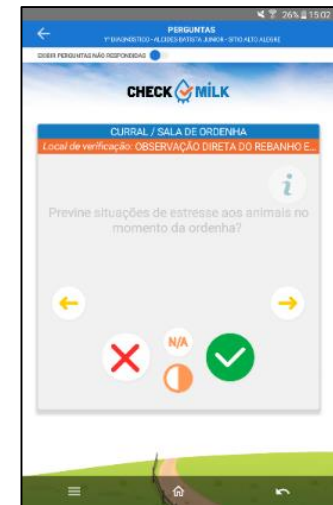 26% 15:02
PERGUNTAS
1º DIAGNÓSTICO - ALCIDES BATISTA JUNIOR - SITIO ALTO ALEGRE
EXIBIR PERGUNTAS NÃO RESPONDIDAS
CHECK MiLK
CURRAL / SALA DE ORDENHA
Local de verificação: OBSERVAÇÃO DIRETA DO REBANHO E...
i
Previne situações de estresse aos animais no
momento da ordenha?
N/A